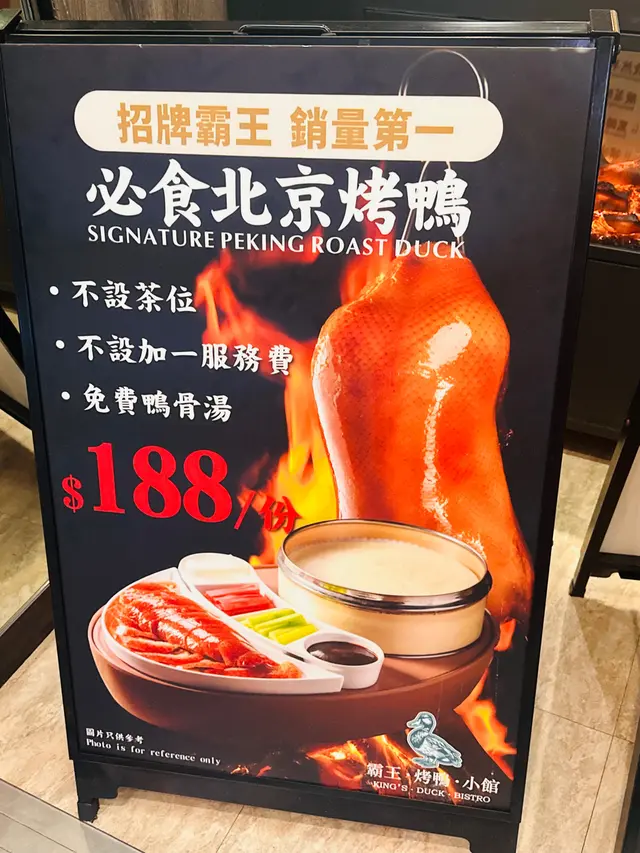 招牌霸王 銷量第一
必食北京烤鴨
SIGNATURE PEKING ROAST DUCK
• 不設茶位
• 不設加一服務費
• 免費鴨骨湯
$188/份
圖片只供參考
Photo is for reference only
霸王·烤鴨·小館
KING'S · DUCK · BISTRO